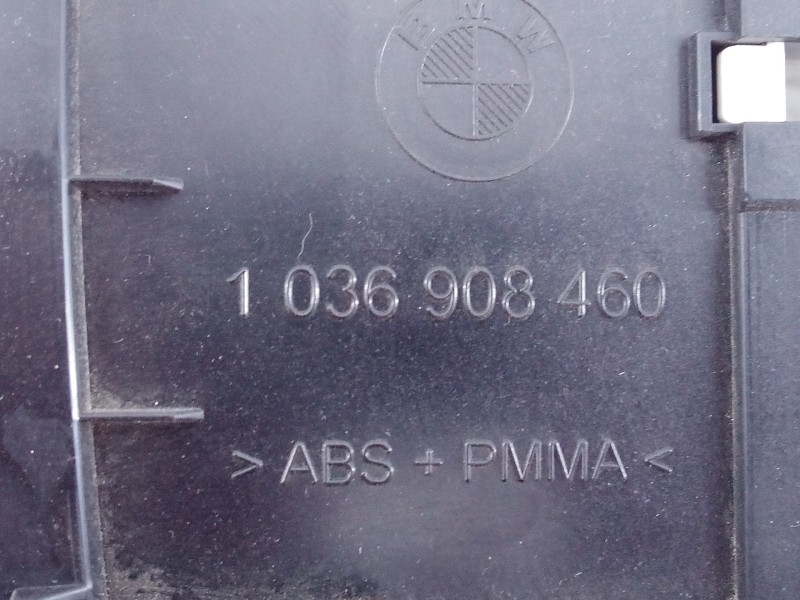 BMW
1 036 908 460
> ABS + PMMA <